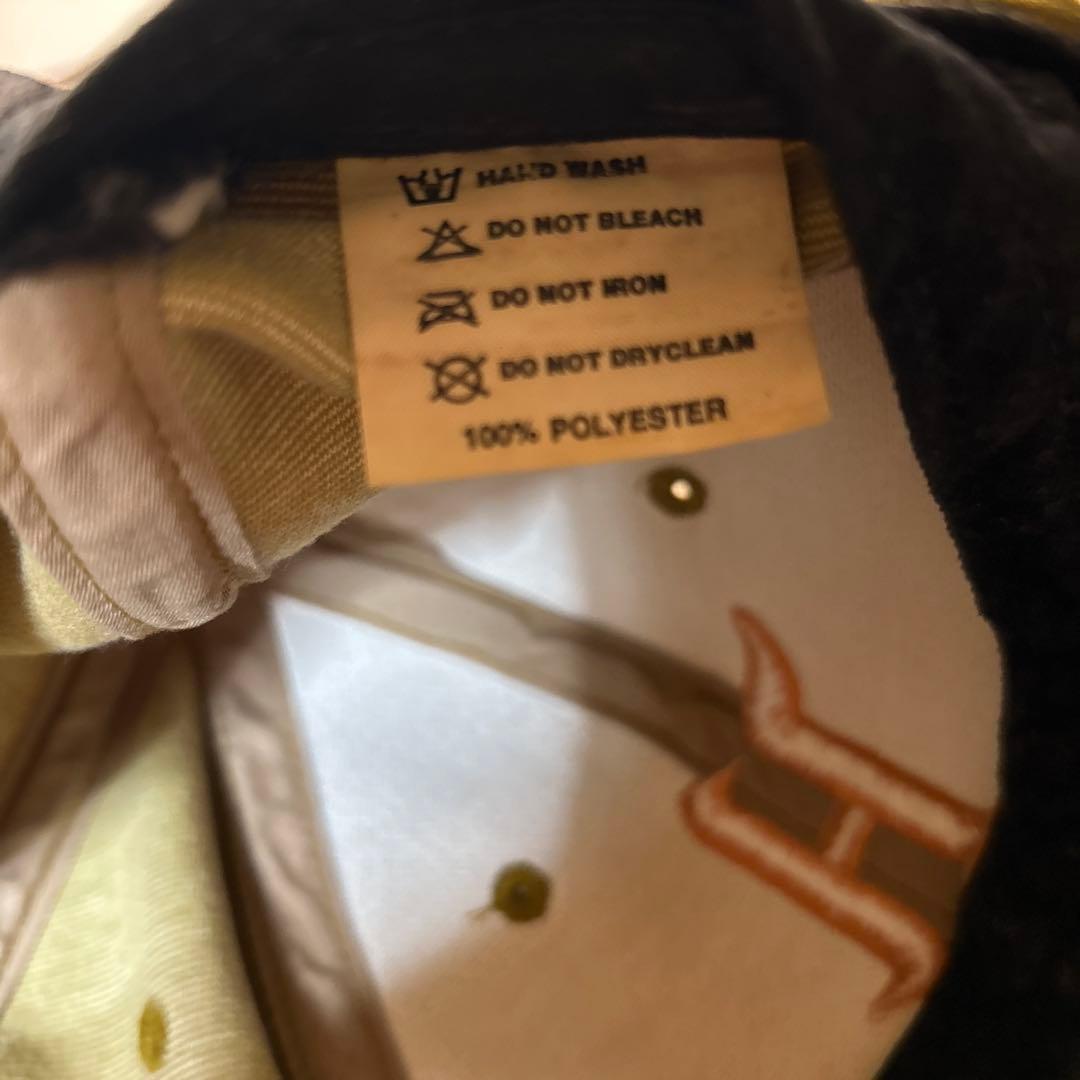 HAND WASH
DO NOT BLEACH
DO NOT IRON
DO NOT DRYCLEAN
100% POLYESTER